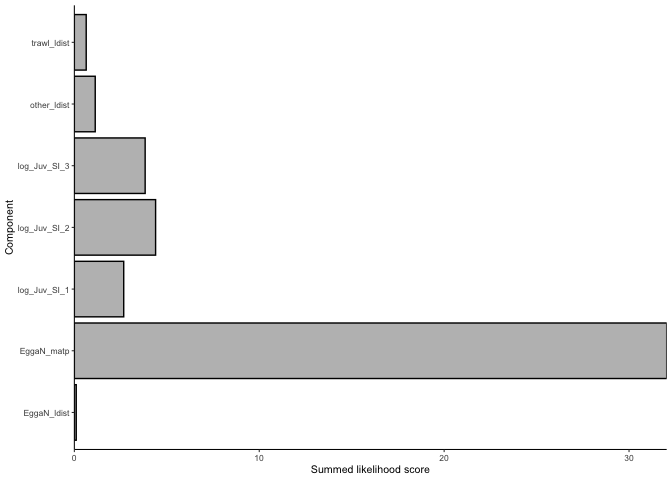 trawl_ldist
other_ldist
log_Juv_SI_3
log_Juv_SI_2
log_Juv_SI_1
EggaN_matp
EggaN_ldist
Component
0 10 20 30
Summed likelihood score